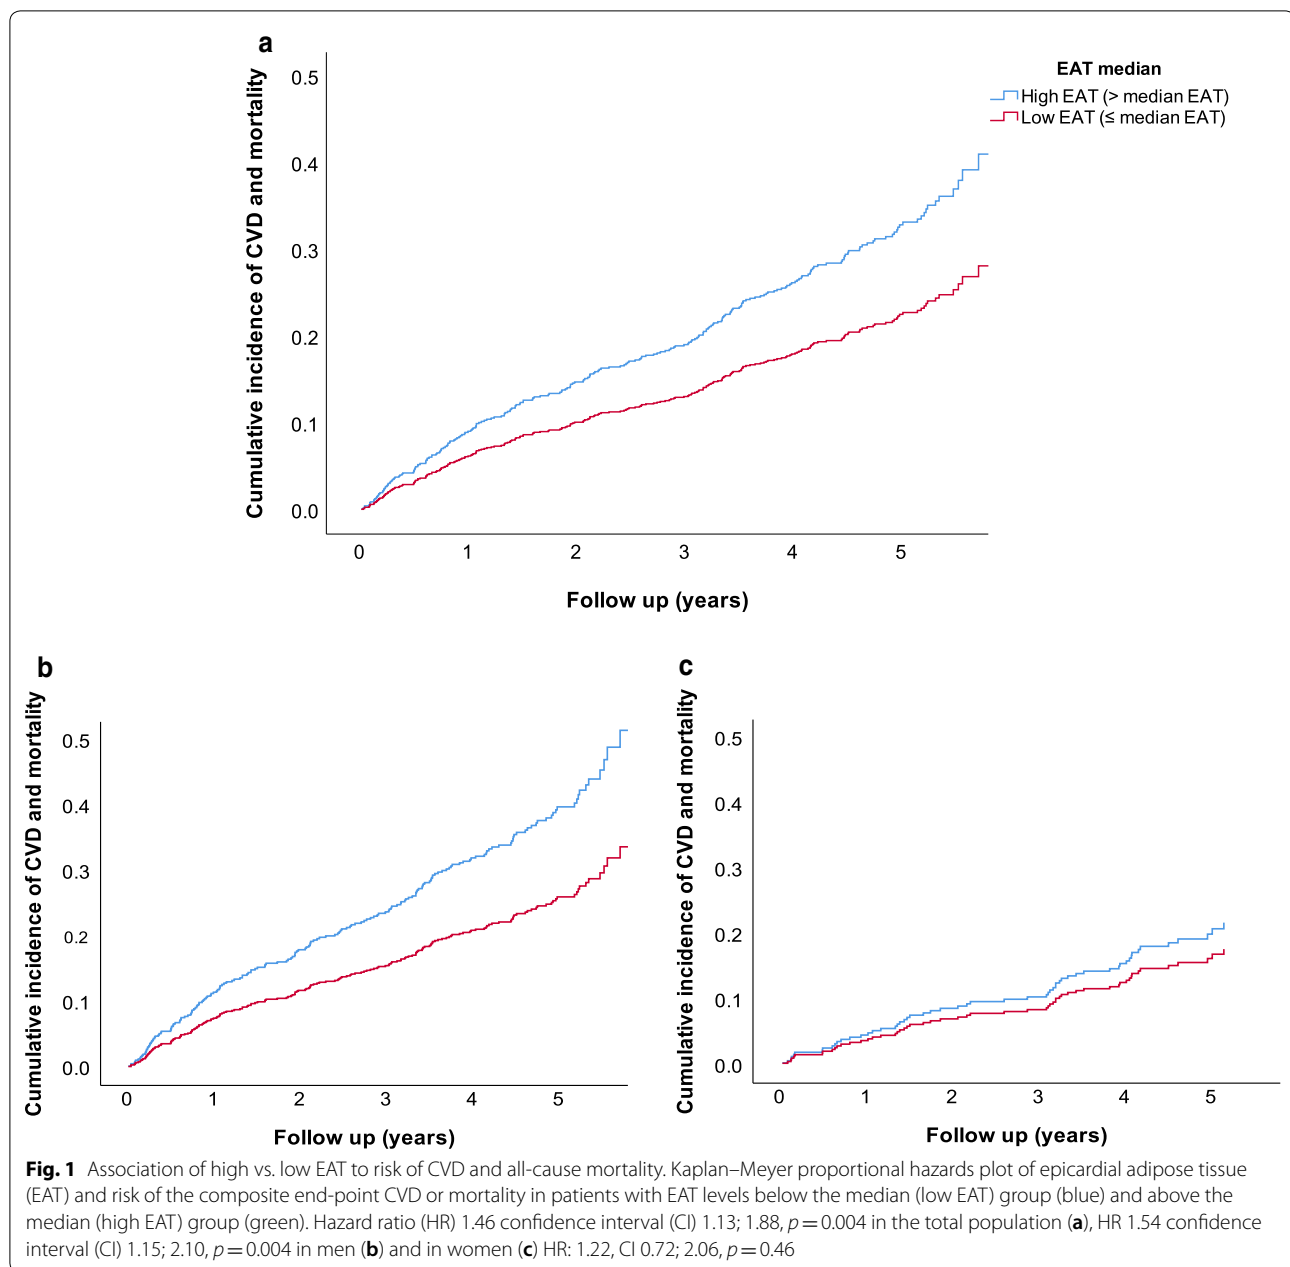 a
Cumulative incidence of CVD and mortality
0.5
0.4
0.3
0.2
0.1
0.0
0 1 2 3 4 5
Follow up (years)
EAT median
High EAT (> median EAT)
Low EAT (≤ median EAT)
b
Cumulative incidence of CVD and mortality
0.5
0.4
0.3
0.2
0.1
0.0
0 1 2 3 4 5
Follow up (years)
c
Cumulative incidence of CVD and mortality
0.5
0.4
0.3
0.2
0.1
0.0
0 1 2 3 4 5
Follow up (years)
Fig. 1 Association of high vs. low EAT to risk of CVD and all-cause mortality. Kaplan–Meyer proportional hazards plot of epicardial adipose tissue
(EAT) and risk of the composite end-point CVD or mortality in patients with EAT levels below the median (low EAT) group (blue) and above the
median (high EAT) group (green). Hazard ratio (HR) 1.46 confidence interval (CI) 1.13; 1.88, p = 0.004 in the total population (a), HR 1.54 confidence
interval (CI) 1.15; 2.10, p = 0.004 in men (b) and in women (c) HR: 1.22, CI 0.72; 2.06, p = 0.46